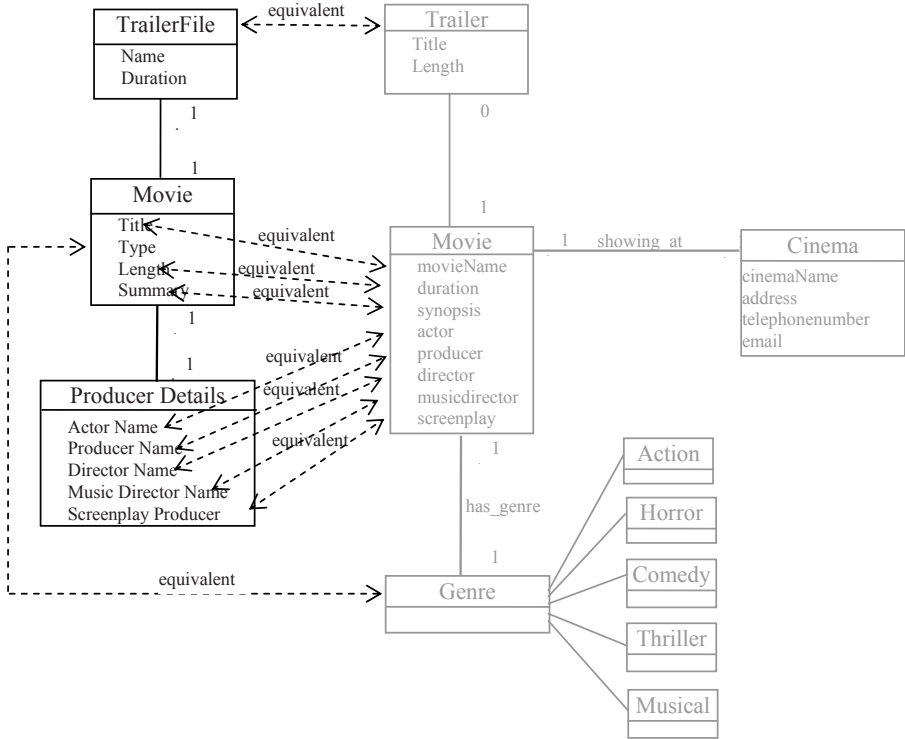 equivalent
TrailerFile
Name
Duration
1
1
Movie
Title
Type
Length
Summary
1
1
Producer Details
Actor Name
Producer Name
Director Name
Music Director Name
Screenplay Producer
equivalent
equivalent
equivalent
equivalent
equivalent
equivalent
equivalent
Trailer
Title
Length
0
1
Movie
movieName
duration
synopsis
actor
producer
director
musicdirector
screenplay
1
showing_at
Cinema
cinemaName
address
telephonenumber
email
1
has_genre
1
Genre
Action
Horror
Comedy
Thriller
Musical